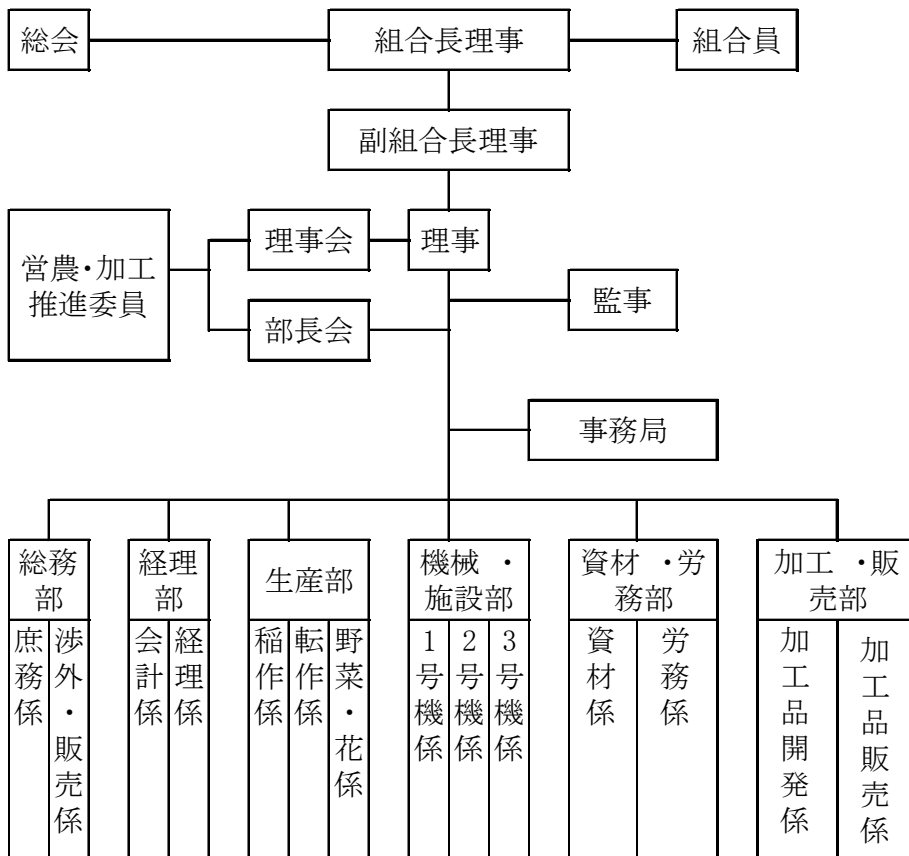 総会
組合長理事
組合員
副組合長理事
営農・加工
推進委員
理事会
理事
部長会
監事
事務局
総務
部
経理
部
生産部
機械 ・
施設部
資材 ・労
務部
加工 ・販
売部
庶務係
渉外・販売係
会計係
経理係
稲作係
転作係
野菜・花係
1号機係
2号機係
3号機係
資材係
労務係
加工品開発係
加工品販売係